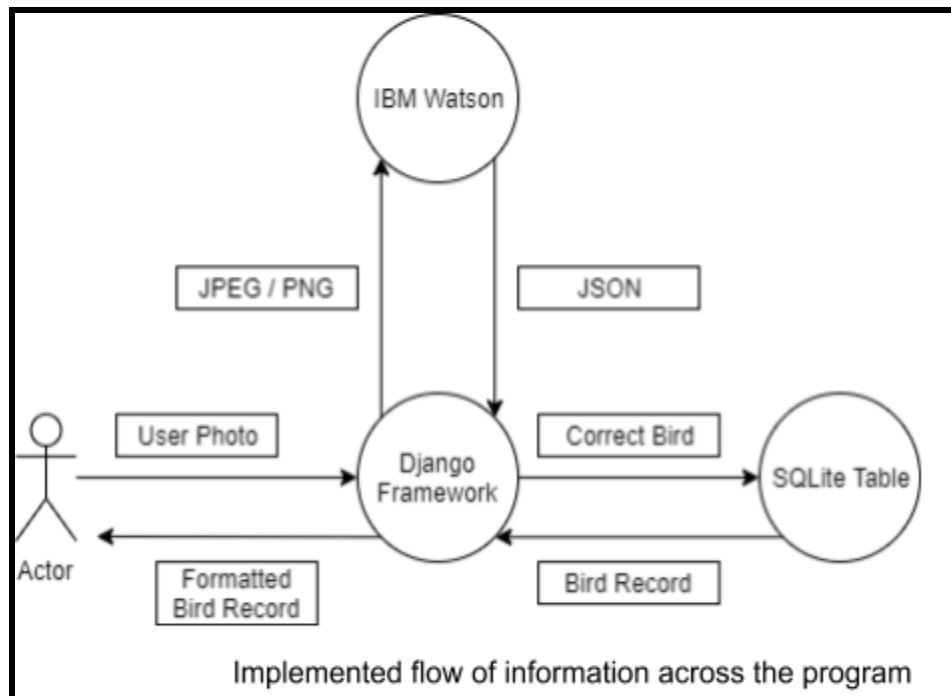 IBM Watson
JPEG / PNG
JSON
User Photo
Correct Bird
Django
Framework
SQLite Table
Actor
Formatted
Bird Record
Bird Record
Implemented flow of information across the program